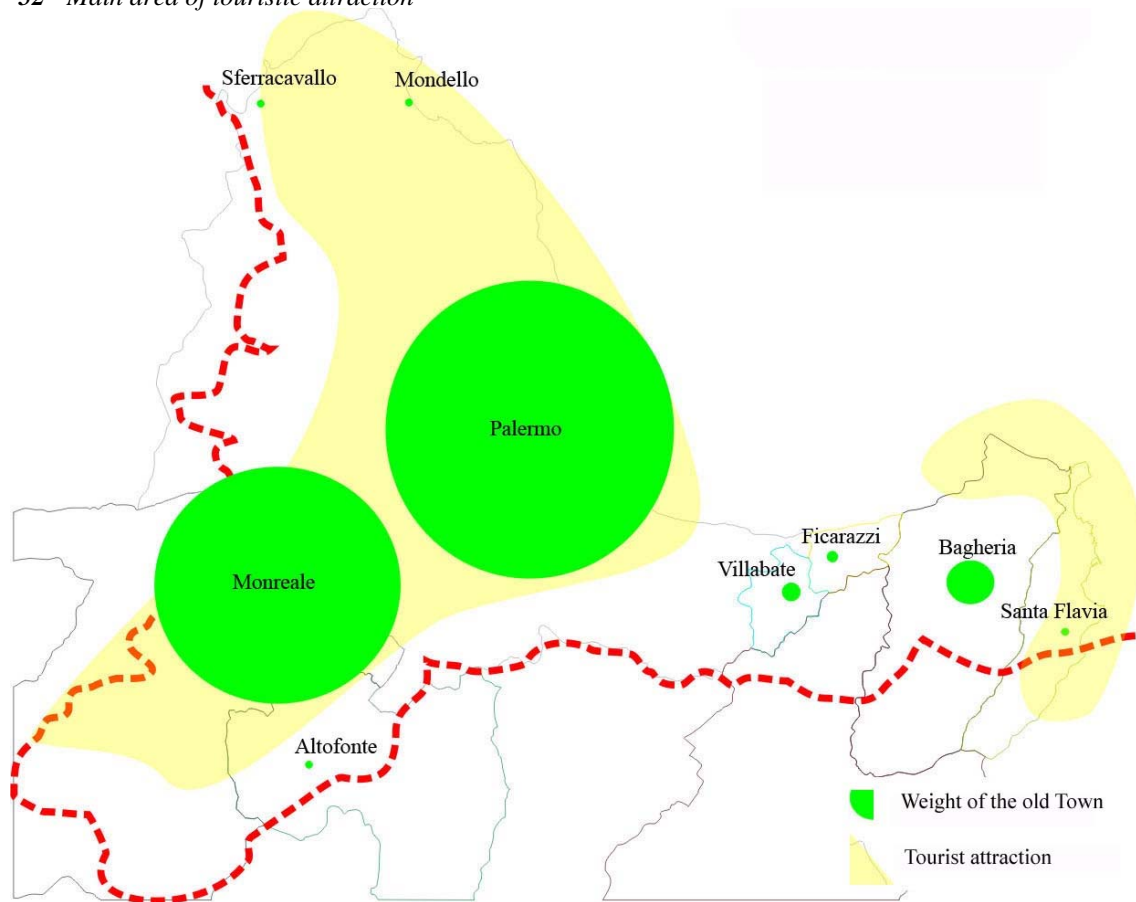 32 Main area of touristic attraction
Sferracavallo
Mondello
Palermo
Monreale
Ficarazzi
Villabate
Bagheria
Santa Flavia
Altofonte
Weight of the old Town
Tourist attraction